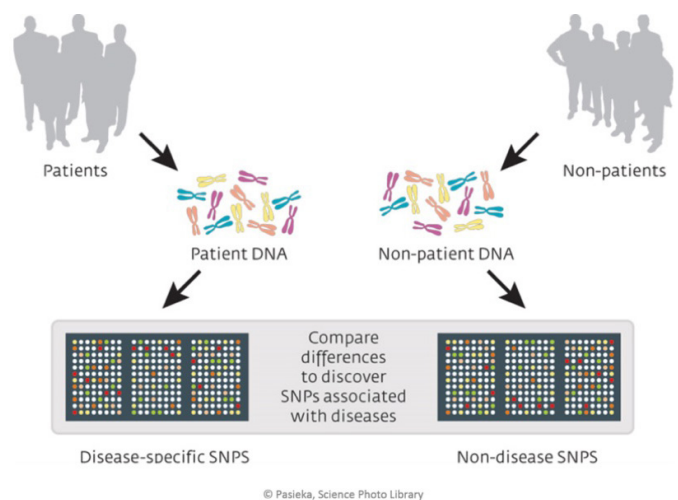 Patients
Non-patients
Patient DNA
Non-patient DNA
Compare
differences
to discover
SNPs associated
with diseases
Disease-specific SNPS
Non-disease SNPS
© Pasieka, Science Photo Library